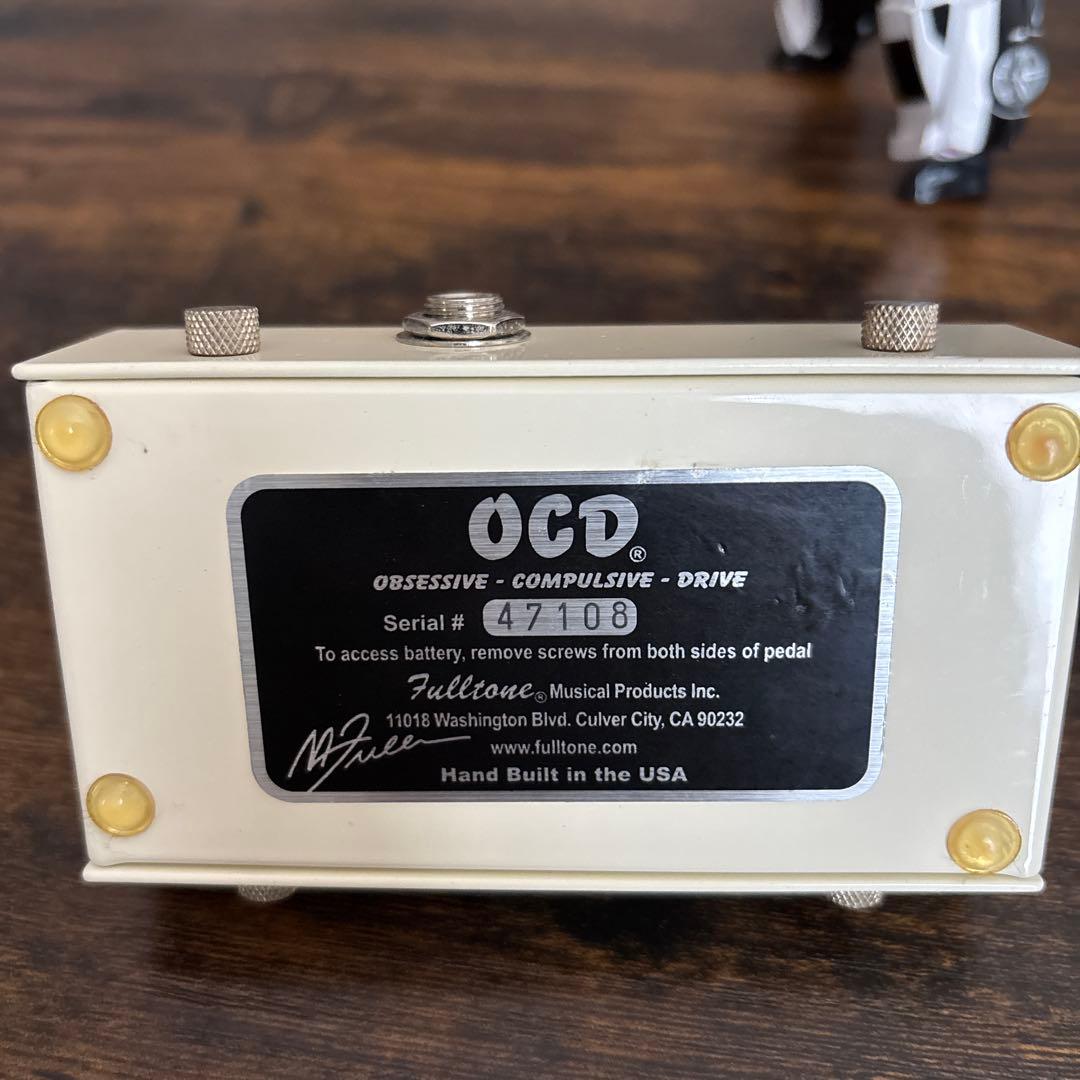 OCD®
OBSESSIVE - COMPULSIVE - DRIVE
Serial # 47108
To access battery, remove screws from both sides of pedal
Fulltone® Musical Products Inc.
11018 Washington Blvd. Culver City, CA 90232
www.fulltone.com
Hand Built in the USA